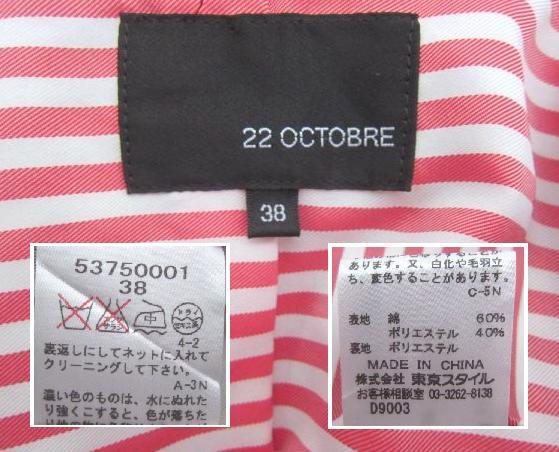 22 OCTOBRE
38
53750001
38
中
ドライ
4-2
裏返しにしてネットに入れて
クリーニングして下さい。
A-3N
濃い色のものは、水にぬれた
り強くこすると、色が落ちた
あります。又、白化や毛羽立
ち、変色することがあります。
C-5N
表地 綿 60%
ポリエステル 40%
裏地 ポリエステル
MADE IN CHINA
株式会社 東京スタイル
お客様相談室 03-3262-8138
D9003